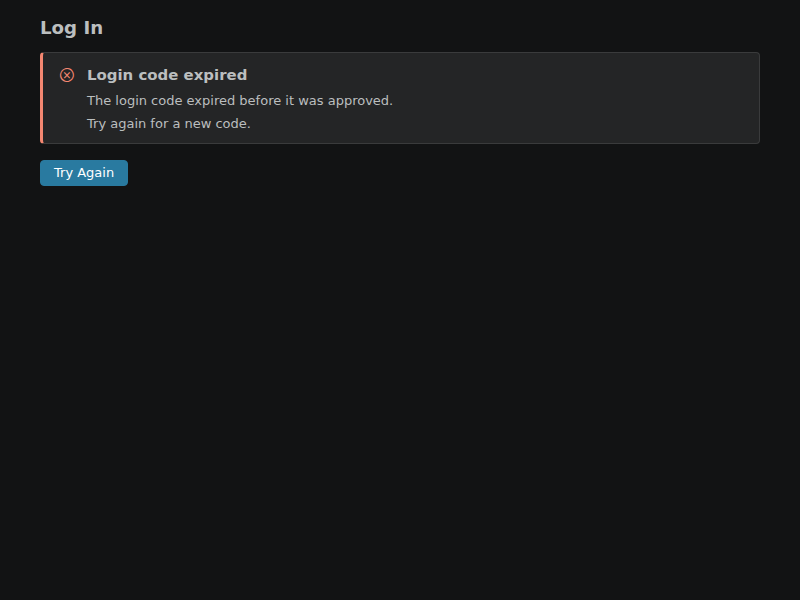 Log In
Login code expired
The login code expired before it was approved.
Try again for a new code.
Try Again